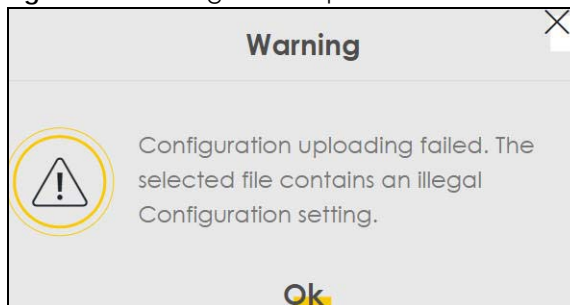 Warning
Configuration uploading failed. The
selected file contains an illegal
Configuration setting.
Ok